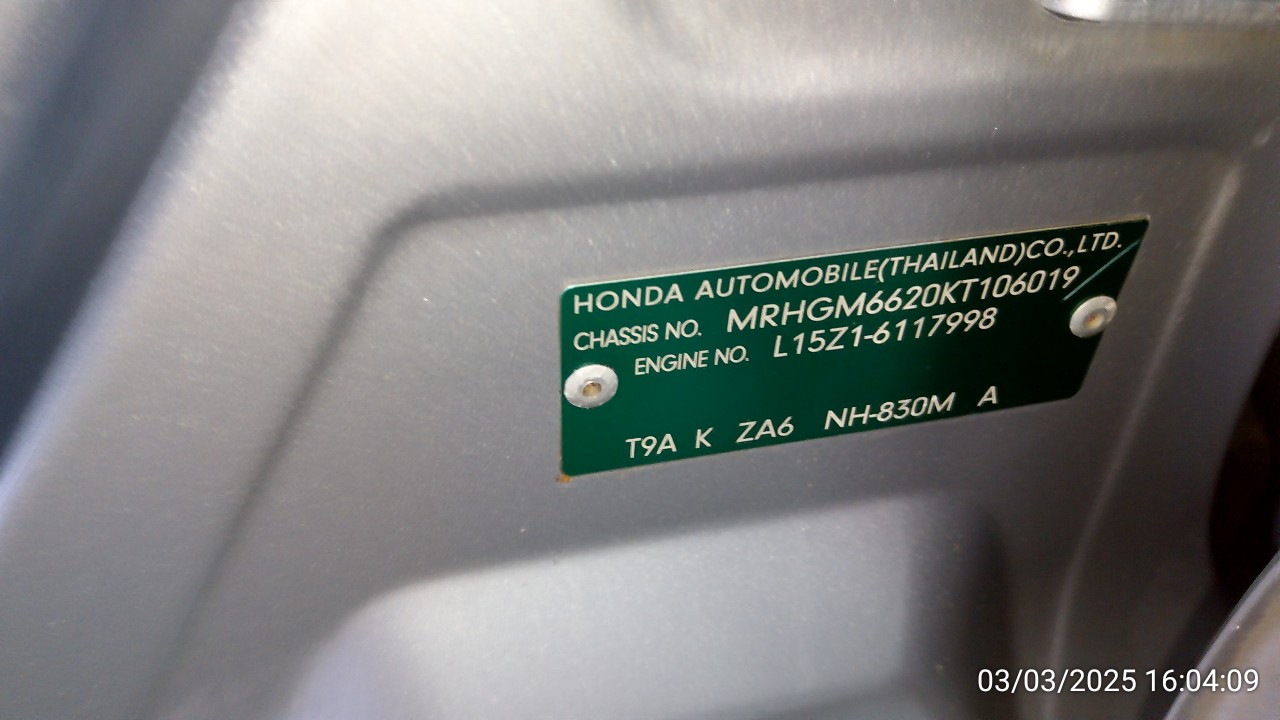 HONDA AUTOMOBILE(THAILAND)CO.,LTD.
CHASSIS NO. MRHGM6620KT106019
ENGINE NO. L15Z1-6117998
T9A K ZA6 NH-830M A
03/03/2025 16:04:09